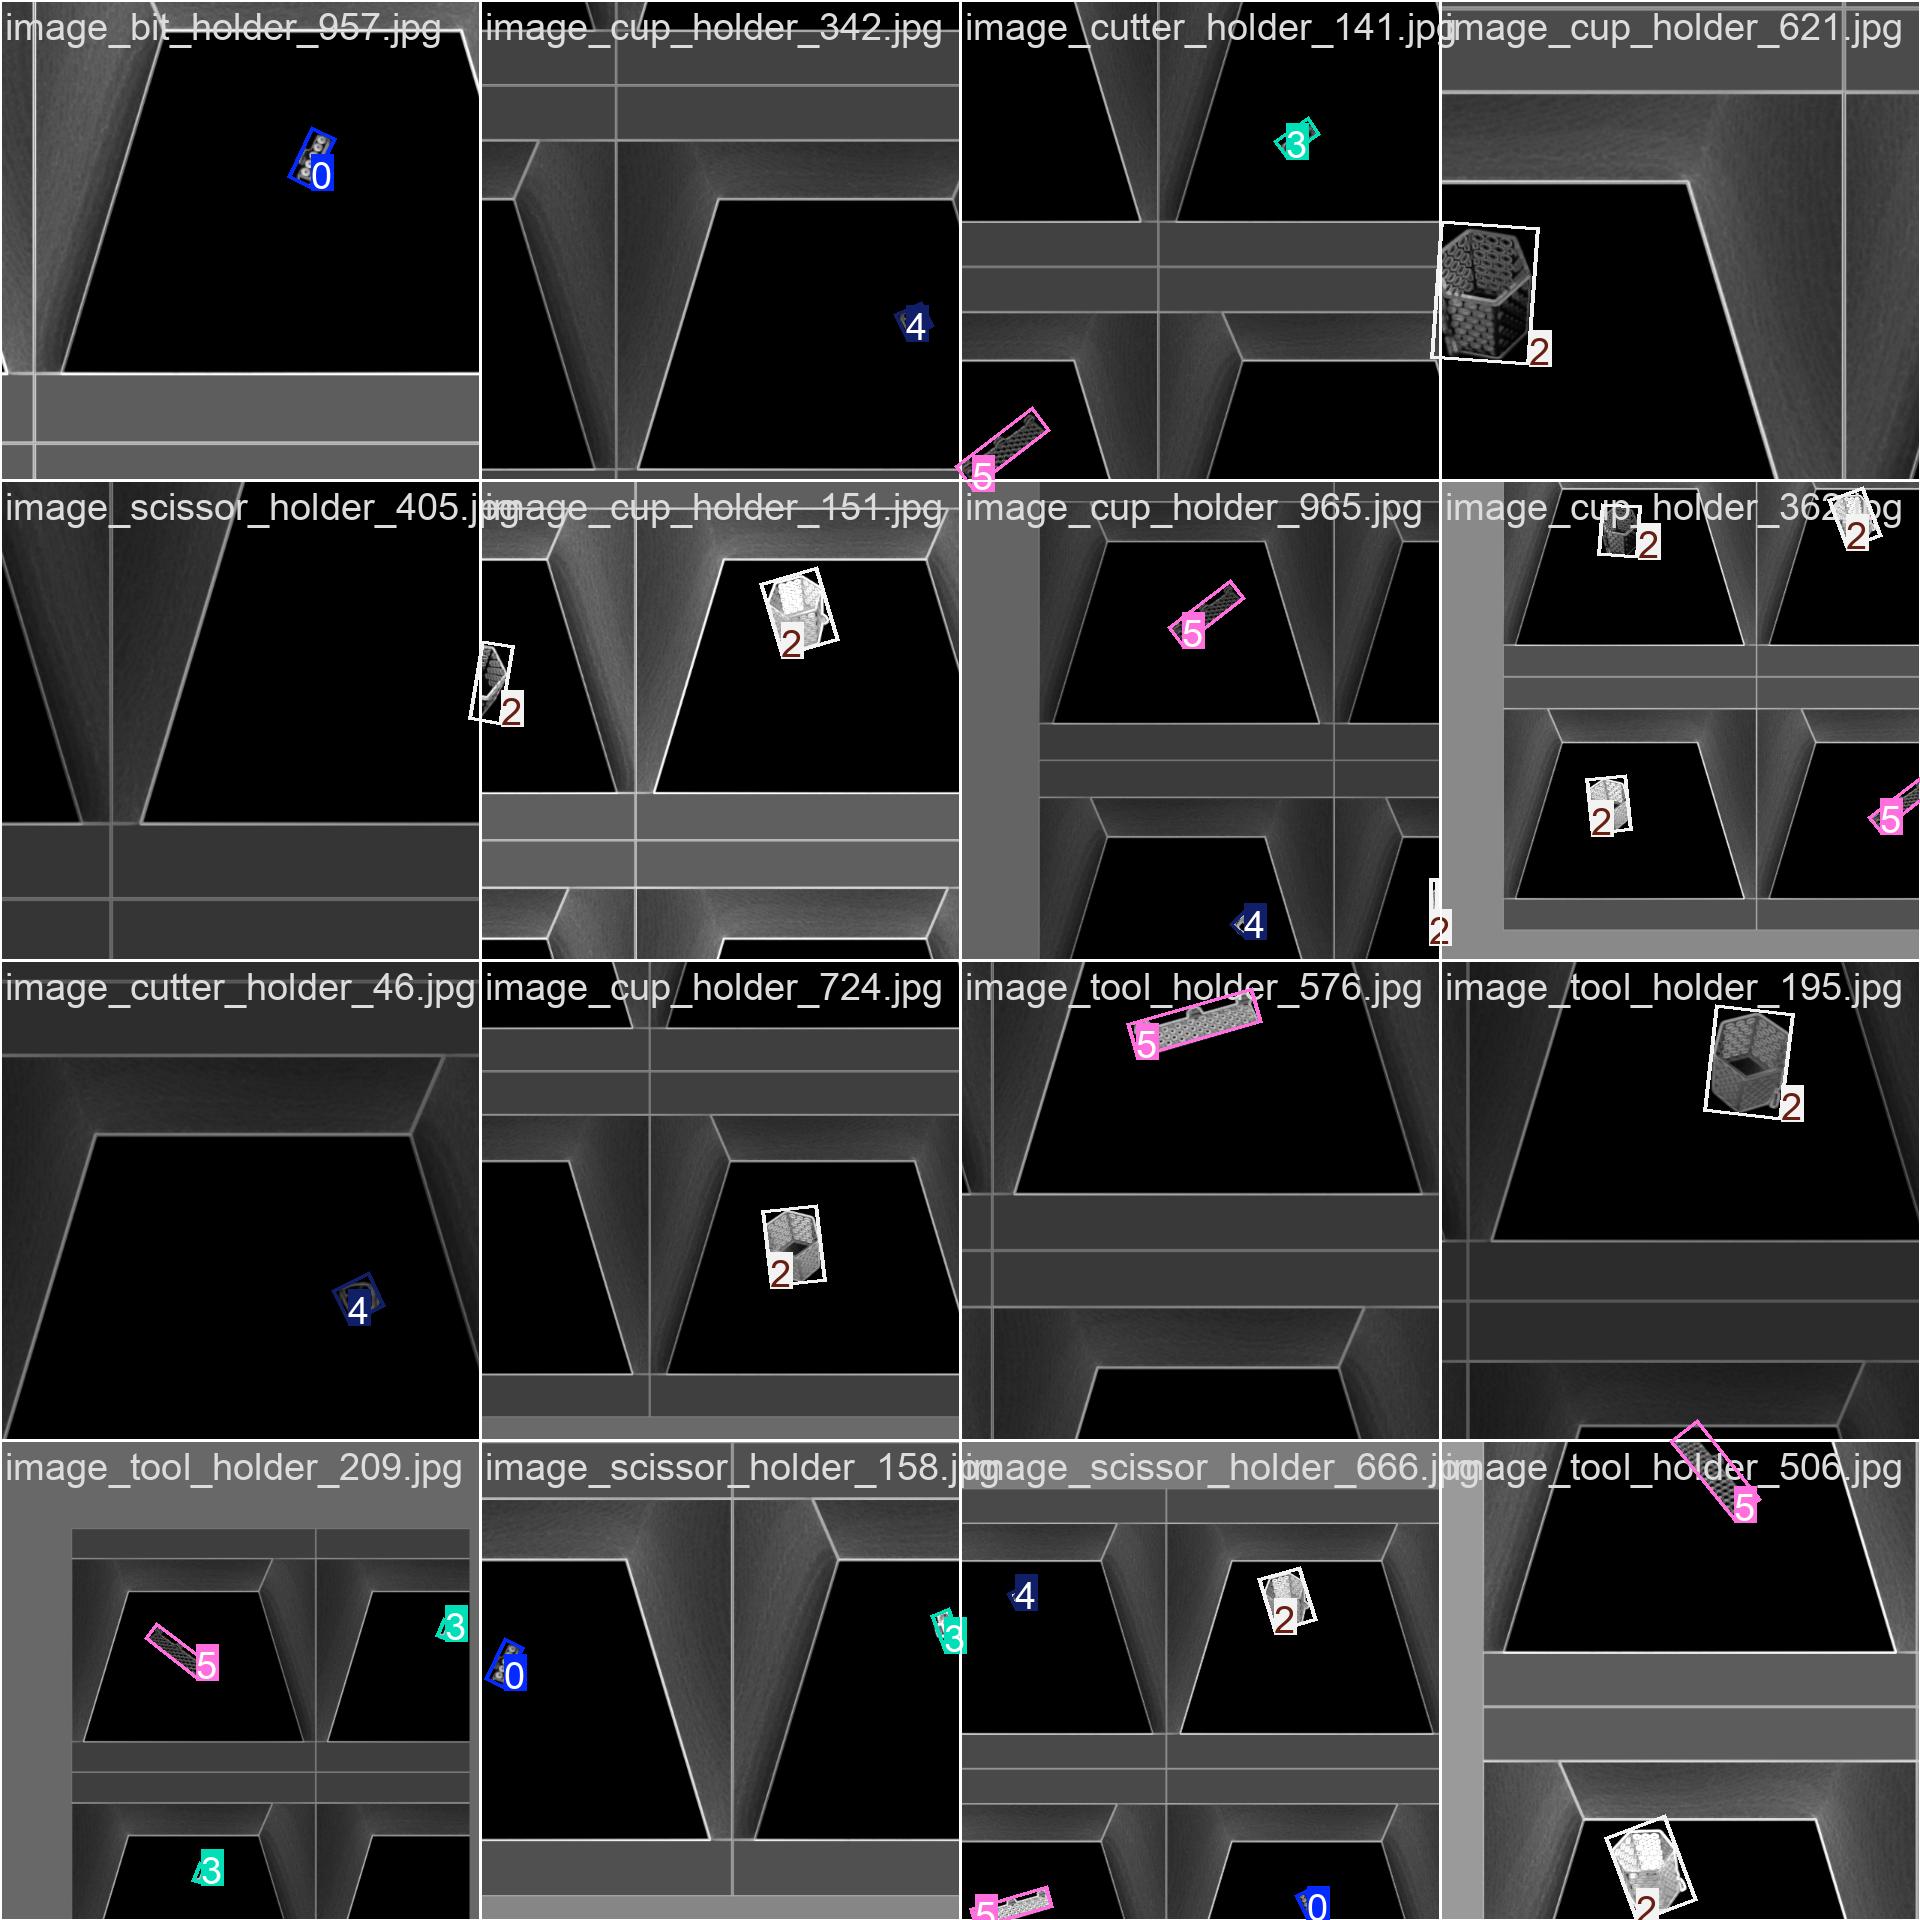 image_bit_holder_957.jpg
image_cup_holder_342.jpg
image_cutter_holder_141.jpg
image_cup_holder_621.jpg
0
4
3
5
2
image_scissor_holder_405.jpg
image_cup_holder_151.jpg
image_cup_holder_965.jpg
image_cup_holder_362.jpg
2
2
5
4
2
2
2
2
5
image_cutter_holder_46.jpg
image_cup_holder_724.jpg
image_tool_holder_576.jpg
image_tool_holder_195.jpg
4
2
5
2
image_tool_holder_209.jpg
image_scissor_holder_158.jpg
image_scissor_holder_666.jpg
image_tool_holder_506.jpg
5
3
3
0
3
4
2
5
0
5
2